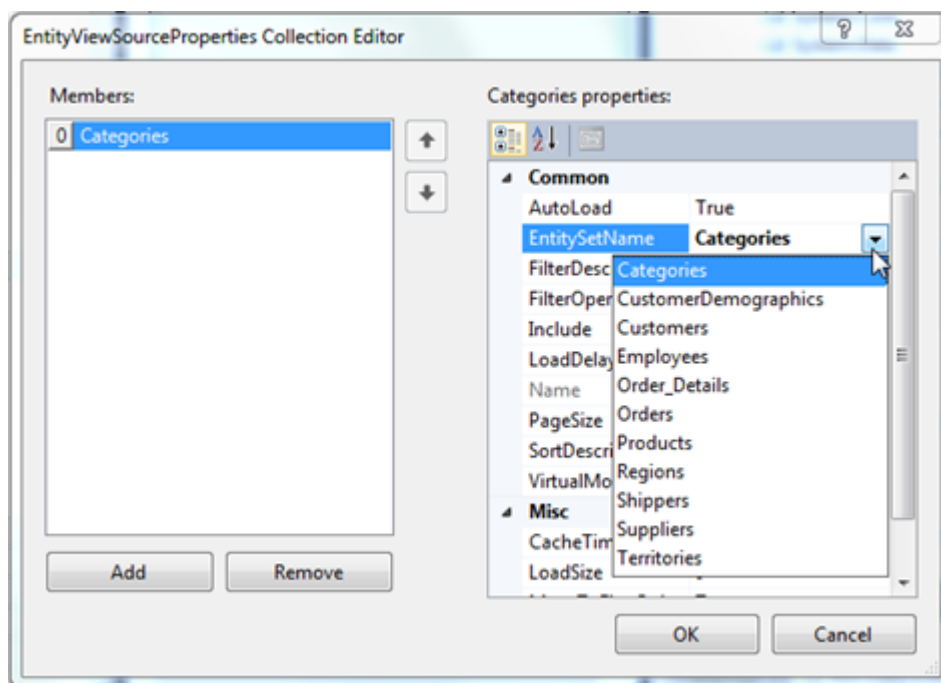 EntityViewSourceProperties Collection Editor
Members:
0 Categories
Add Remove
Categories properties:
Common
AutoLoad True
EntitySetName Categories
FilterDesc
FilterOper
Include
LoadDelay
Name
PageSize
SortDescri
VirtualMo
Misc
CacheTim
LoadSize
Categories
CustomerDemographics
Customers
Employees
Order_Details
Orders
Products
Regions
Shippers
Suppliers
Territories
OK Cancel